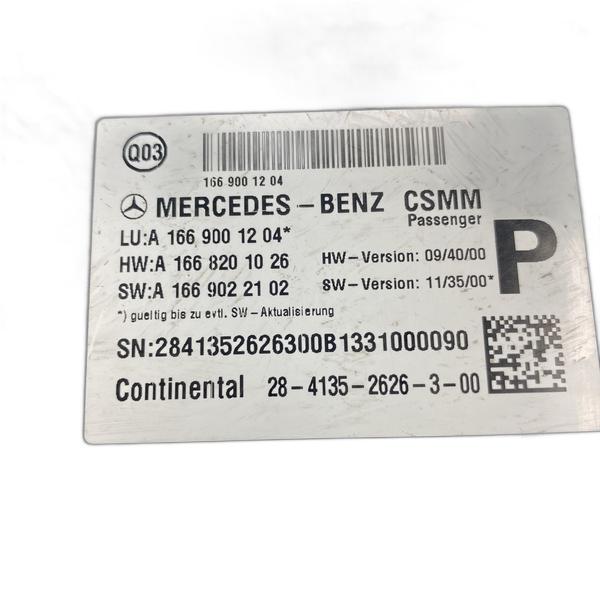 Q03
166 900 12 04
MERCEDES-BENZ CSMM
Passenger
LU:A 166 900 12 04*
HW:A 166 820 10 26 HW-Version: 09/40/00
SW:A 166 902 21 02 SW-Version: 11/35/00*
P
*) gueltig bis zu evtl. SW-Aktualisierung
SN:2841352626300B1331000090
Continental 28-4135-2626-3-00